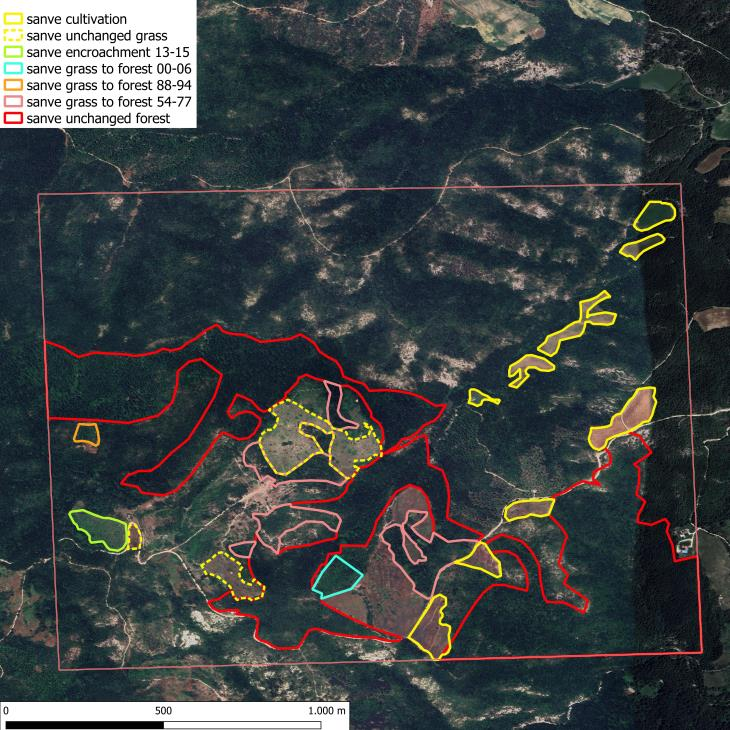 sanve cultivation
sanve unchanged grass
sanve encroachment 13-15
sanve grass to forest 00-06
sanve grass to forest 88-94
sanve grass to forest 54-77
sanve unchanged forest
0 500 1.000 m